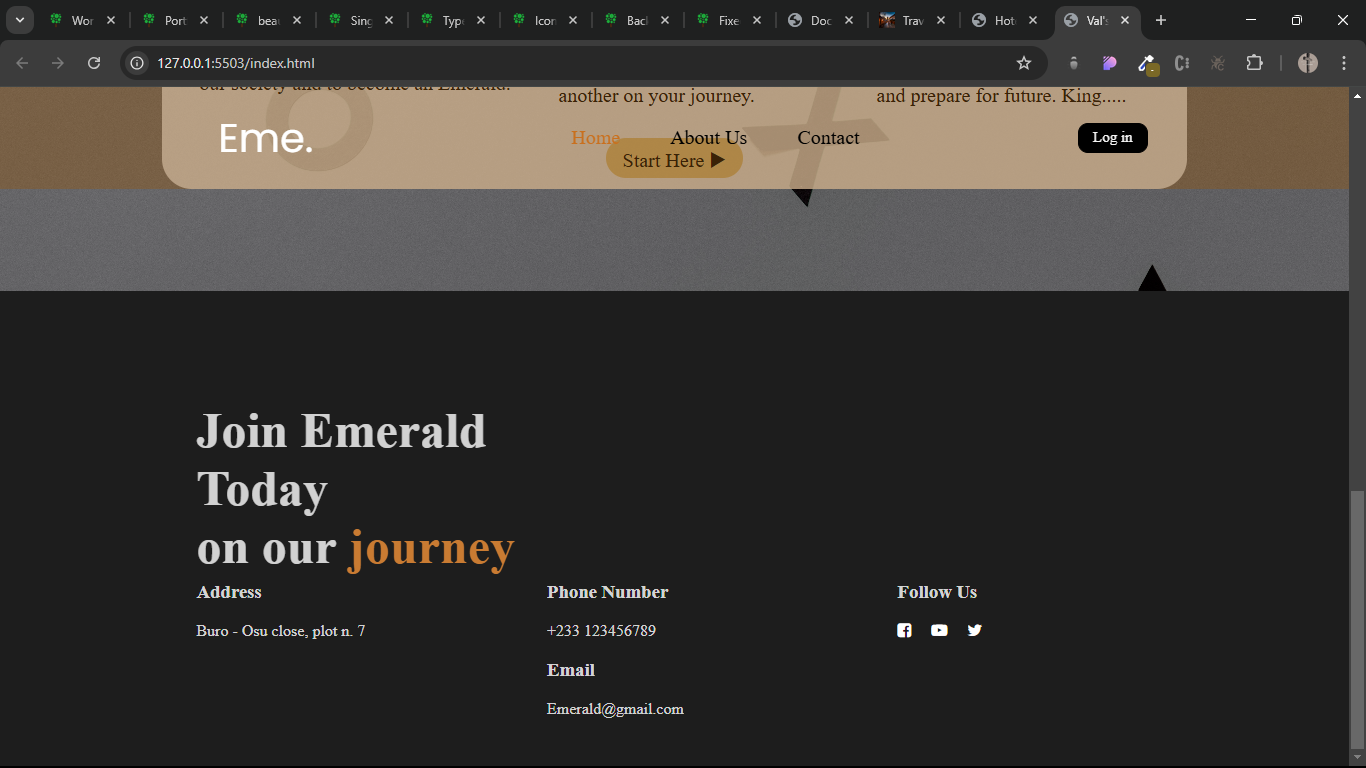 Wor
Port
beau
Sing
Type
Icon
Back
Fixe
Doc
Trav
Hot
Val's
127.0.0.1:5503/index.html
our society and to become an Emerald.
another on your journey.
and prepare for future. King.....
Eme.
Home
About Us
Contact
Log in
Start Here
Join Emerald
Today
on our journey
Address
Phone Number
Follow Us
Buro - Osu close, plot n. 7
+233 123456789
Email
Emerald@gmail.com